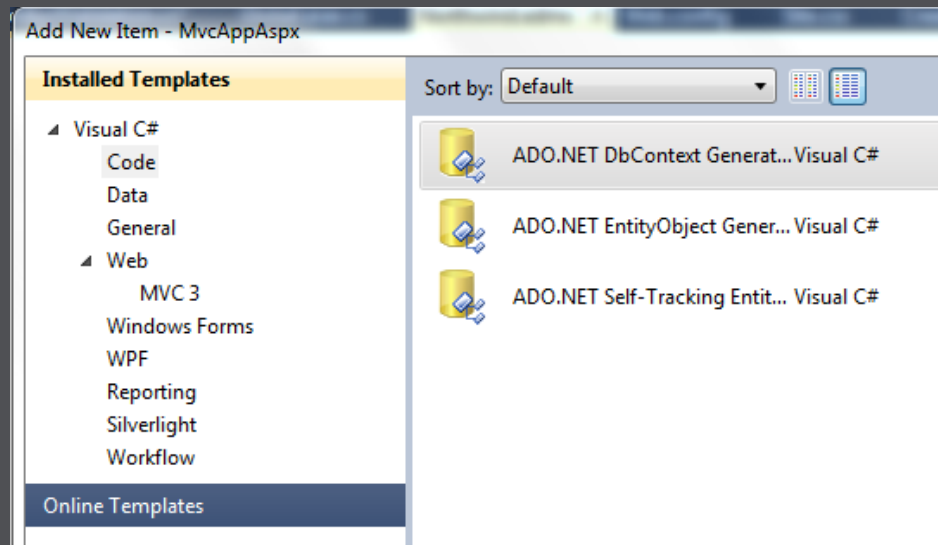 Add New Item - MvcAppAspx
Installed Templates
Visual C#
Code
Data
General
Web
MVC 3
Windows Forms
WPF
Reporting
Silverlight
Workflow
Online Templates
Sort by: Default
ADO.NET DbContext Generat... Visual C#
ADO.NET EntityObject Gener... Visual C#
ADO.NET Self-Tracking Entit... Visual C#